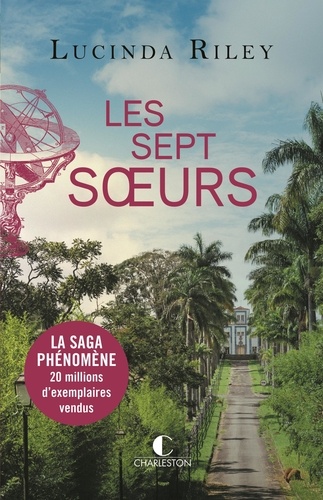 LUCINDA RILEY
LES
SEPT
SŒURS
LA SAGA
PHÉNOMÈNE
20 millions
d'exemplaires
vendus
C
CHARLESTON